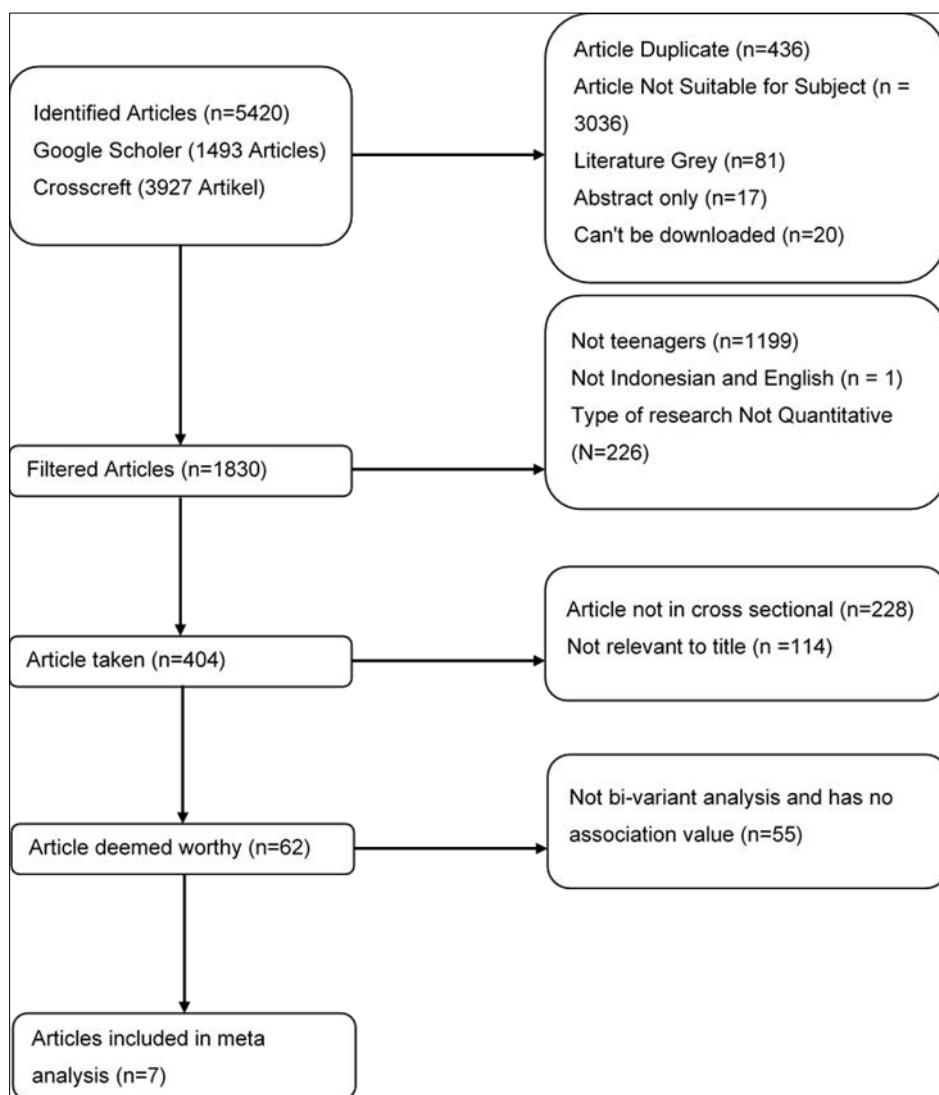 Identified Articles (n=5420)
Google Scholer (1493 Articles)
Crosscreft (3927 Artikel)
Article Duplicate (n=436)
Article Not Suitable for Subject (n =
3036)
Literature Grey (n=81)
Abstract only (n=17)
Can't be downloaded (n=20)
Filtered Articles (n=1830)
Not teenagers (n=1199)
Not Indonesian and English (n = 1)
Type of research Not Quantitative
(N=226)
Article taken (n=404)
Article not in cross sectional (n=228)
Not relevant to title (n =114)
Article deemed worthy (n=62)
Not bi-variant analysis and has no
association value (n=55)
Articles included in meta
analysis (n=7)